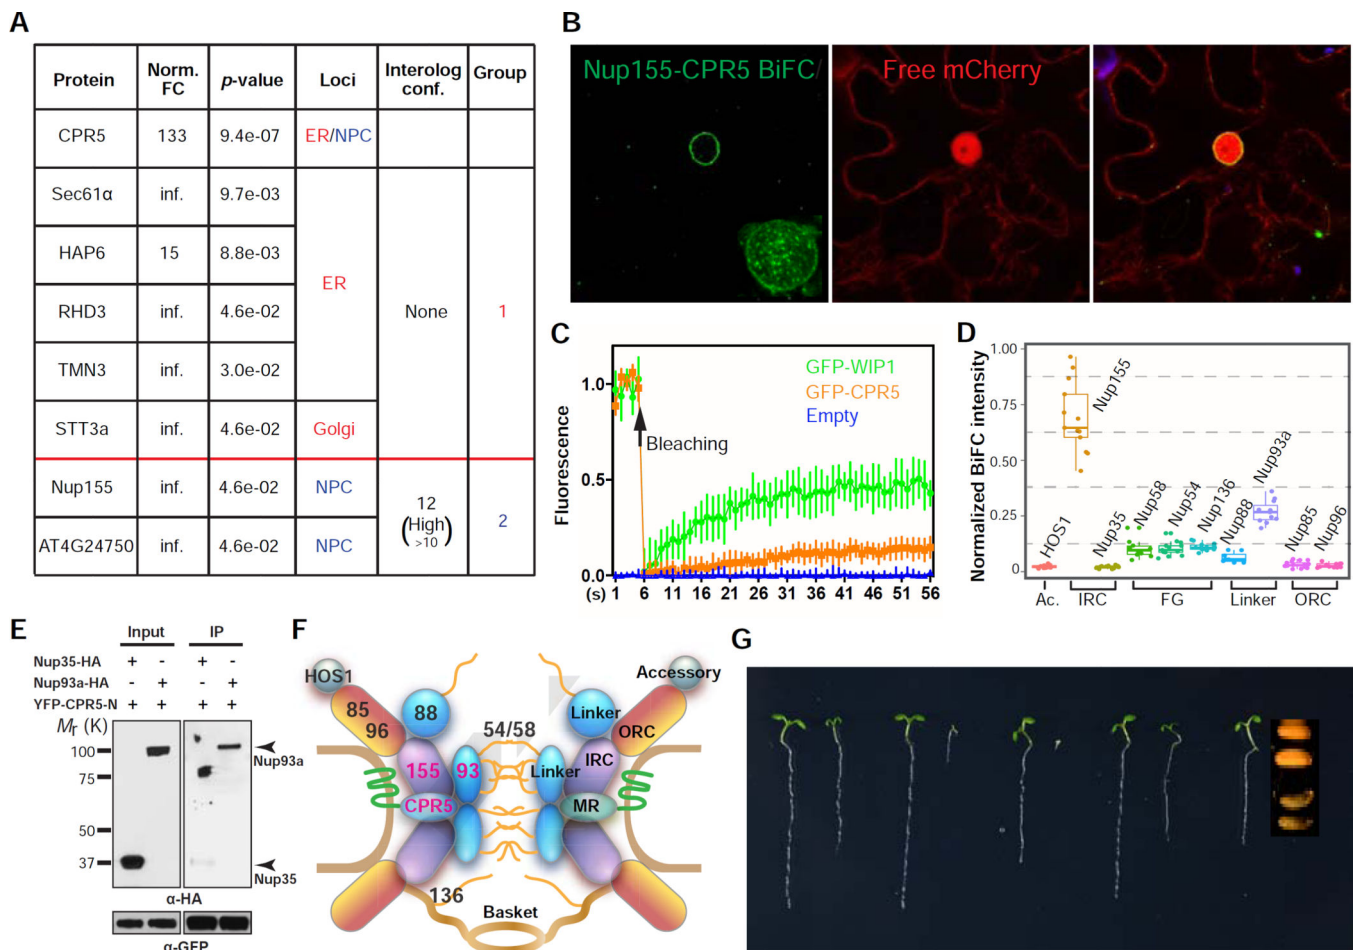 A
Protein Norm. FC p-value Loci Interolog conf. Group
CPR5 133 9.4e-07 ER/NPC
Sec61α inf. 9.7e-03
HAP6 15 8.8e-03
ER
RHD3 inf. 4.6e-02
None 1
TMN3 inf. 3.0e-02
STT3a inf. 4.6e-02 Golgi
Nup155 inf. 4.6e-02 NPC
12 (High) >10 2
AT4G24750 inf. 4.6e-02 NPC
B
Nup155-CPR5 BiFC/
Free mCherry
C
GFP-WIP1
GFP-CPR5
Empty
Bleaching
Fluorescence
1.0
0.5
0.0
(s) 1 6 11 16 21 26 31 36 41 46 51 56
D
Normalized BiFC intensity
1.00
0.75
0.50
0.25
0
HOS1
Nup155
Nup35
Nup58
Nup54
Nup136
Nup88
Nup93a
Nup85
Nup96
Ac. IRC FG Linker ORC
E
Input IP
Nup35-HA + - + -
Nup93a-HA - + - +
YFP-CPR5-N + + + +
Mr (K)
100
75
50
37
Nup93a
Nup35
α-HA
α-GFP
F
HOS1
Accessory
85
96
88
54/58
Linker
ORC
155
93
Linker
IRC
CPR5
MR
136
Basket
G